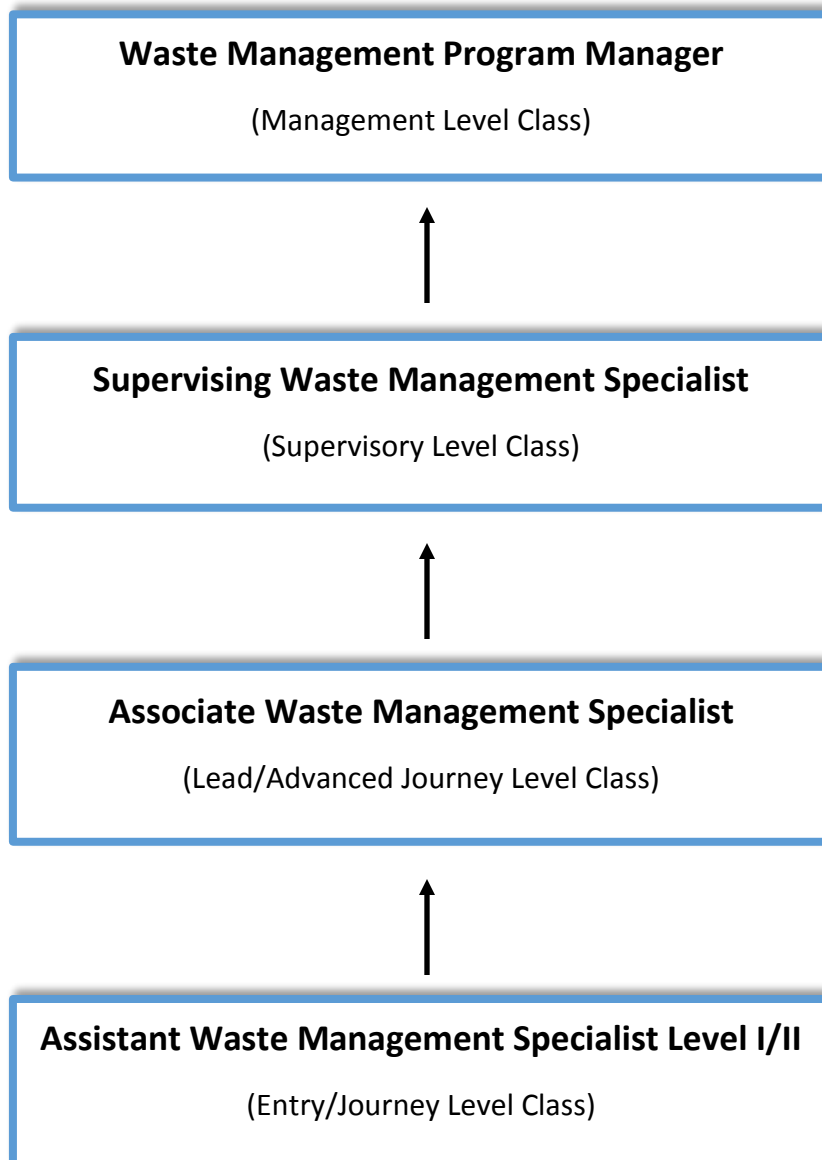 Waste Management Program Manager
(Management Level Class)
Supervising Waste Management Specialist
(Supervisory Level Class)
Associate Waste Management Specialist
(Lead/Advanced Journey Level Class)
Assistant Waste Management Specialist Level I/II
(Entry/Journey Level Class)